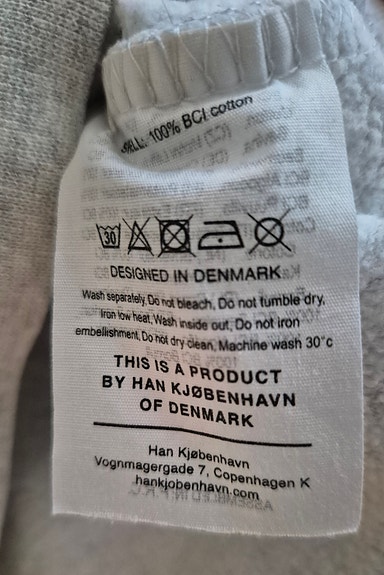 100% BCI cotton
30
DESIGNED IN DENMARK
Wash separately, Do not bleach, Do not tumble dry,
Iron low heat, Wash inside out, Do not iron
embellishment, Do not dry clean, Machine wash 30°c
THIS IS A PRODUCT
BY HAN KJØBENHAVN
OF DENMARK
Han Kjøbenhavn
Vognmagergade 7, Copenhagen K
hankjobenhavn.com